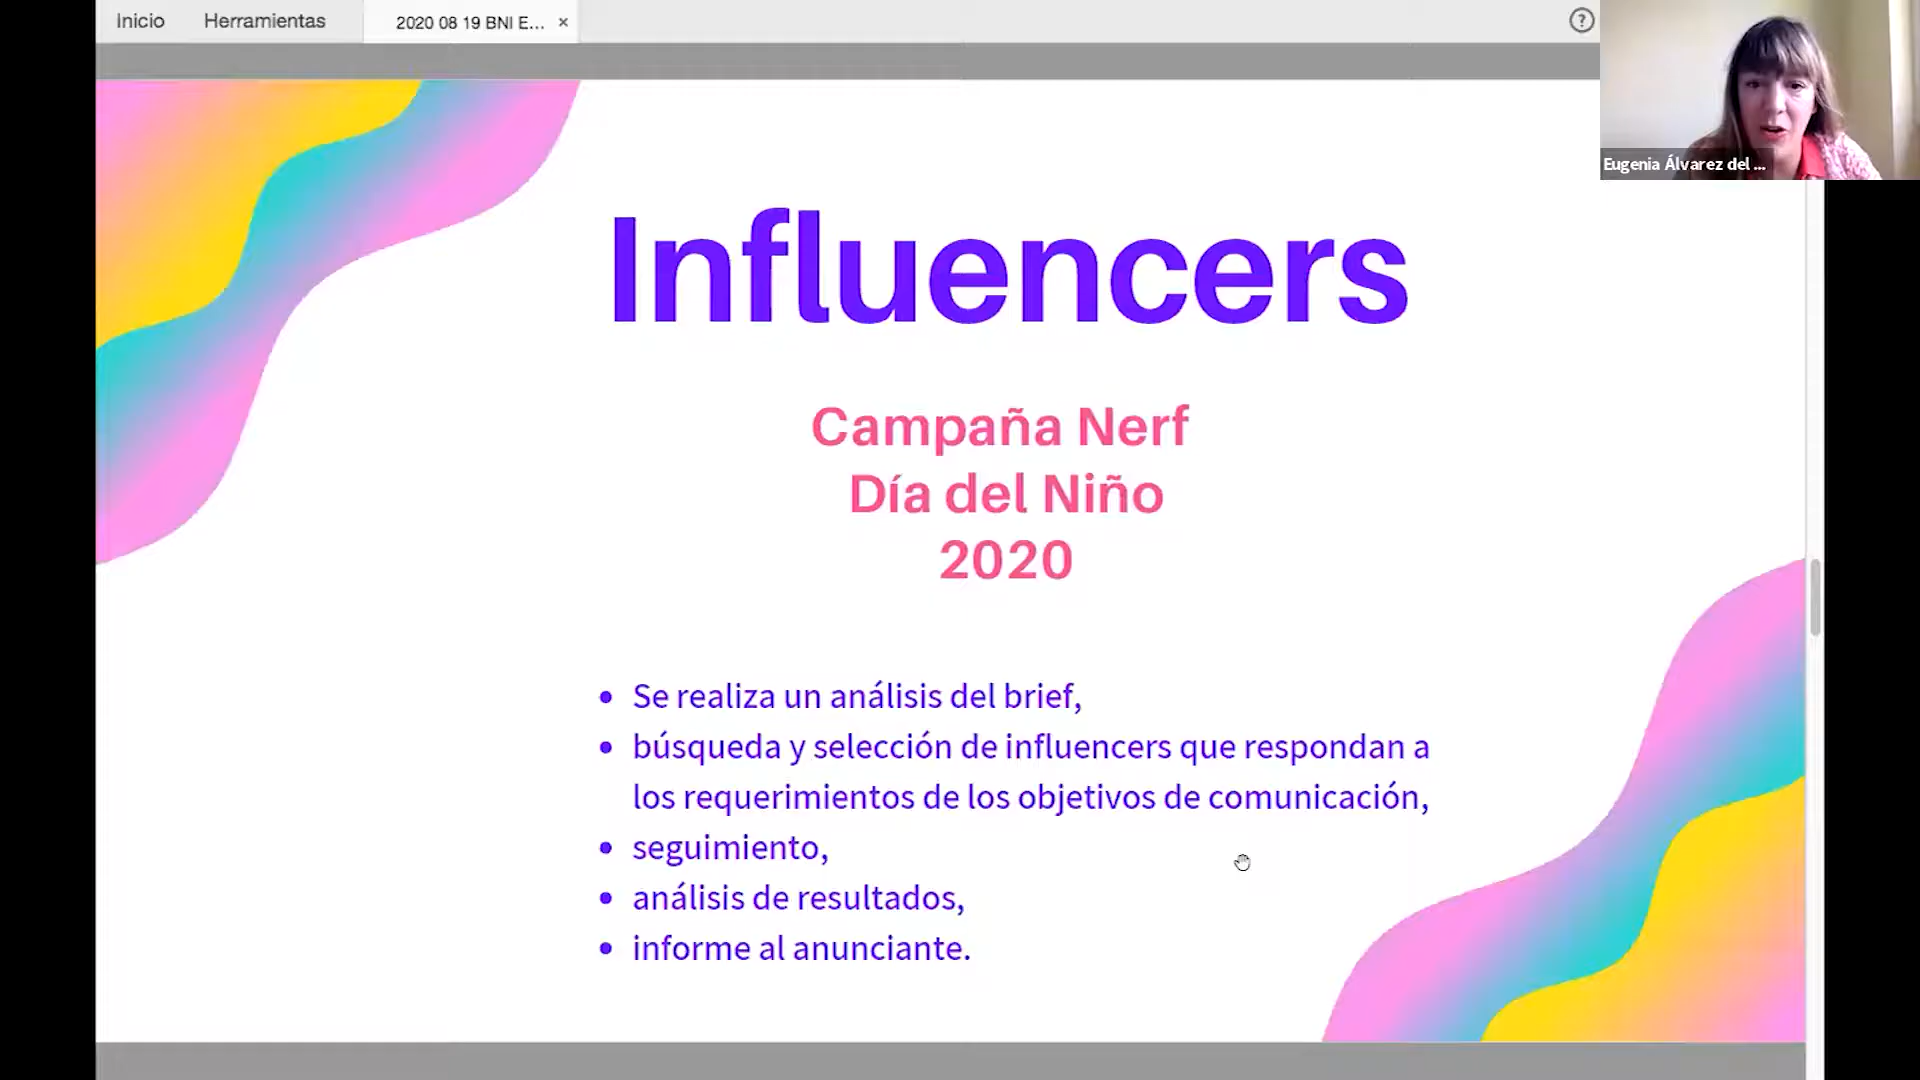 Inicio
Herramientas
2020 08 19 BNI E... ×
?
Eugenia Álvarez del ...
Influencers
Campaña Nerf
Día del Niño
2020
• Se realiza un análisis del brief,
• búsqueda y selección de influencers que respondan a
los requerimientos de los objetivos de comunicación,
• seguimiento,
• análisis de resultados,
• informe al anunciante.